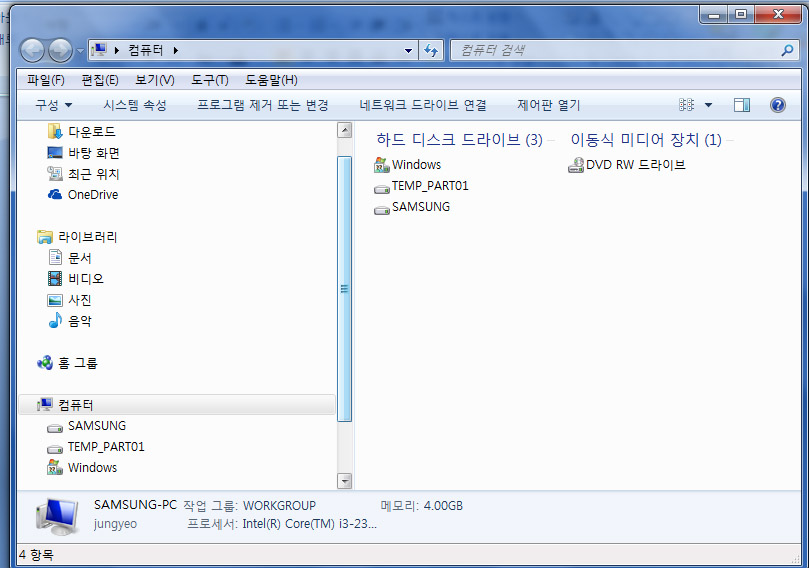 컴퓨터
컴퓨터 검색
파일(F) 편집(E) 보기(V) 도구(T) 도움말(H)
구성 시스템 속성 프로그램 제거 또는 변경 네트워크 드라이브 연결 제어판 열기
다운로드
바탕 화면
최근 위치
OneDrive
라이브러리
문서
비디오
사진
음악
홈 그룹
컴퓨터
SAMSUNG
TEMP_PART01
Windows
하드 디스크 드라이브 (3)
Windows
TEMP_PART01
SAMSUNG
이동식 미디어 장치 (1)
DVD RW 드라이브
SAMSUNG-PC 작업 그룹: WORKGROUP 메모리: 4.00GB
jungyeo 프로세서: Intel(R) Core(TM) i3-23...
4 항목